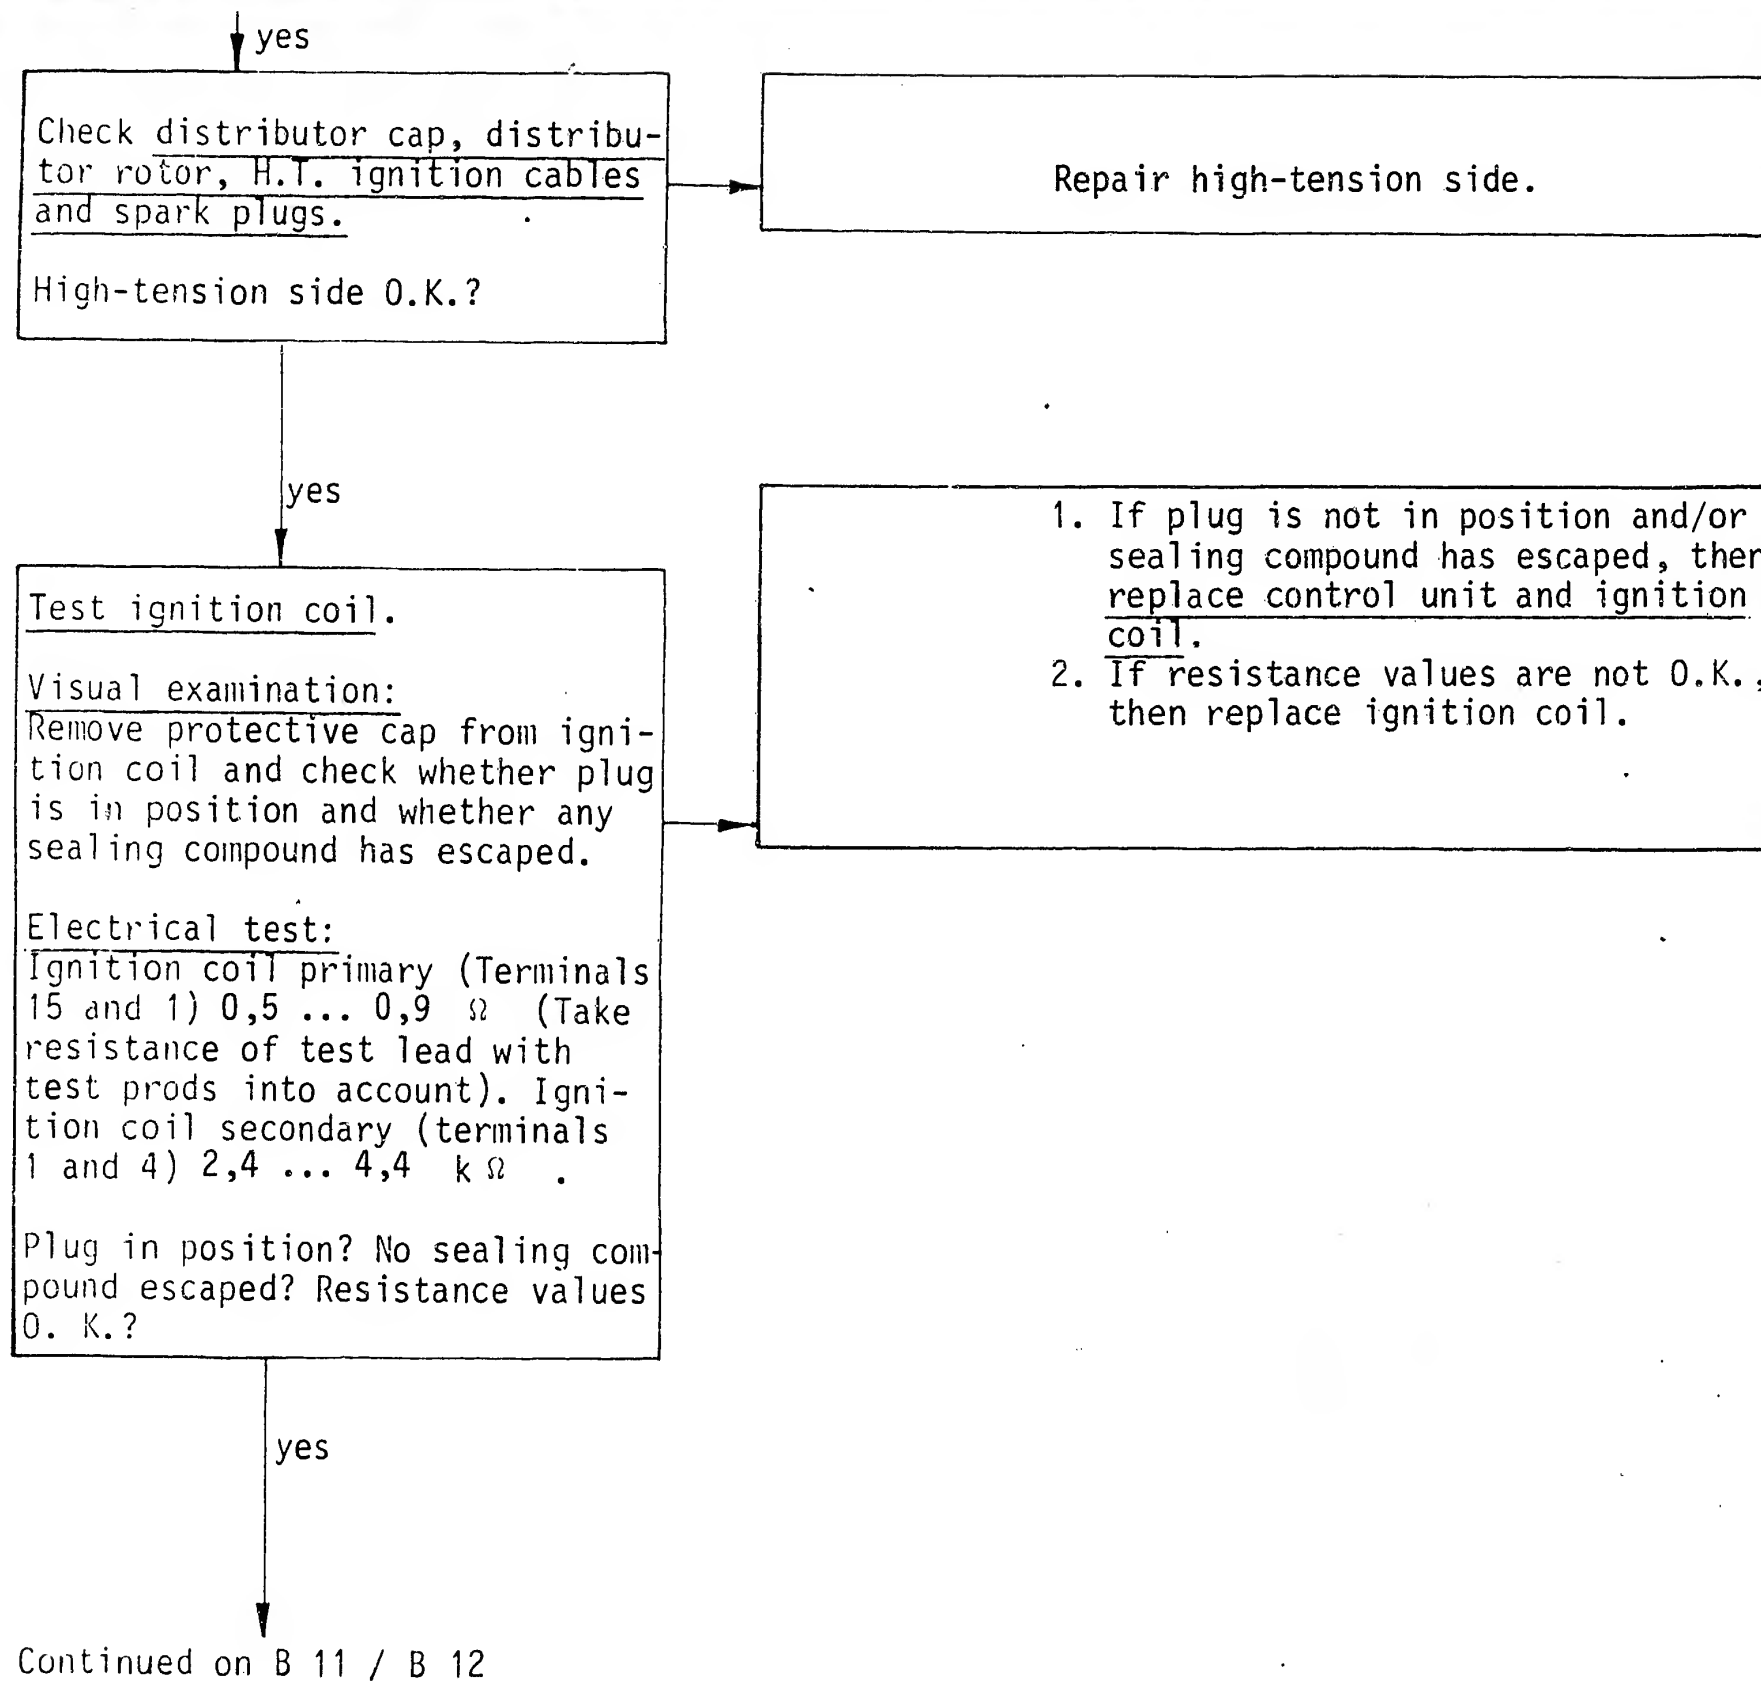 yes
Check distributor cap, distribu-
tor rotor, H.T. ignition cables
and spark plugs.
High-tension side O.K.?
Repair high-tension side.
yes
Test ignition coil.
Visual examination:
Remove protective cap from igni-
tion coil and check whether plug
is in position and whether any
sealing compound has escaped.
Electrical test:
Ignition coil primary (Terminals
15 and 1) 0,5 ... 0,9 Ω (Take
resistance of test lead with
test prods into account). Igni-
tion coil secondary (terminals
1 and 4) 2,4 ... 4,4 k Ω .
Plug in position? No sealing com-
pound escaped? Resistance values
O. K.?
1. If plug is not in position and/or
sealing compound has escaped, then
replace control unit and ignition
coil.
2. If resistance values are not O.K.,
then replace ignition coil.
yes
Continued on B 11 / B 12